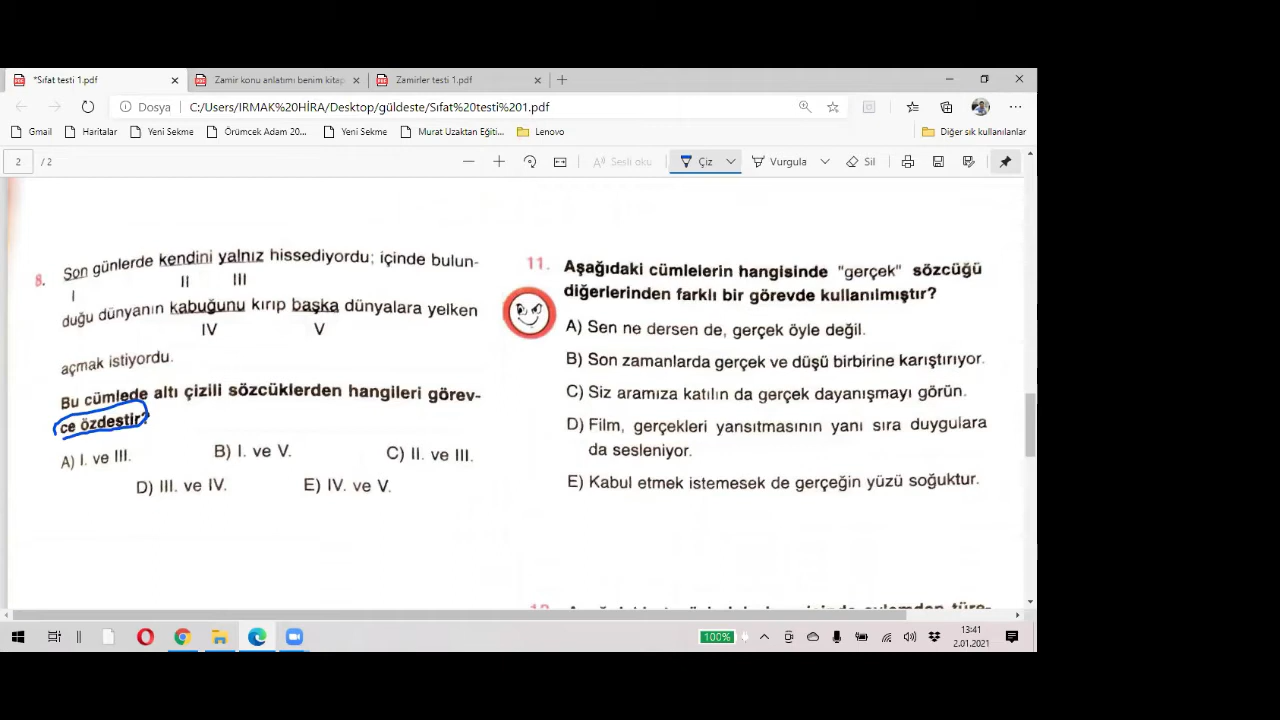 *Sıfat testi 1.pdf
Zamir konu anlatımı benim kitap
Zamirler testi 1.pdf
Dosya
C:/Users/IRMAK%20HİRA/Desktop/güldeste/Sıfat%20testi%201.pdf
Gmail
Haritalar
Yeni Sekme
Örümcek Adam 20...
Yeni Sekme
Murat Uzaktan Eğiti...
Lenovo
Diğer sık kullanılanlar
2
/ 2
Sesli oku
Çiz
Vurgula
Sil
8.
Son günlerde kendini yalnız hissediyordu; içinde bulun-
I II III
duğu dünyanın kabuğunu kırıp başka dünyalara yelken
IV V
açmak istiyordu.
Bu cümlede altı çizili sözcüklerden hangileri görev-
ce özdeştir?
A) I. ve III. B) I. ve V. C) II. ve III.
D) III. ve IV. E) IV. ve V.
11. Aşağıdaki cümlelerin hangisinde "gerçek" sözcüğü
diğerlerinden farklı bir görevde kullanılmıştır?
A) Sen ne dersen de, gerçek öyle değil.
B) Son zamanlarda gerçek ve düşü birbirine karıştırıyor.
C) Siz aramıza katılın da gerçek dayanışmayı görün.
D) Film, gerçekleri yansıtmasının yanı sıra duygulara
da sesleniyor.
E) Kabul etmek istemesek de gerçeğin yüzü soğuktur.
100%
13:41
2.01.2021